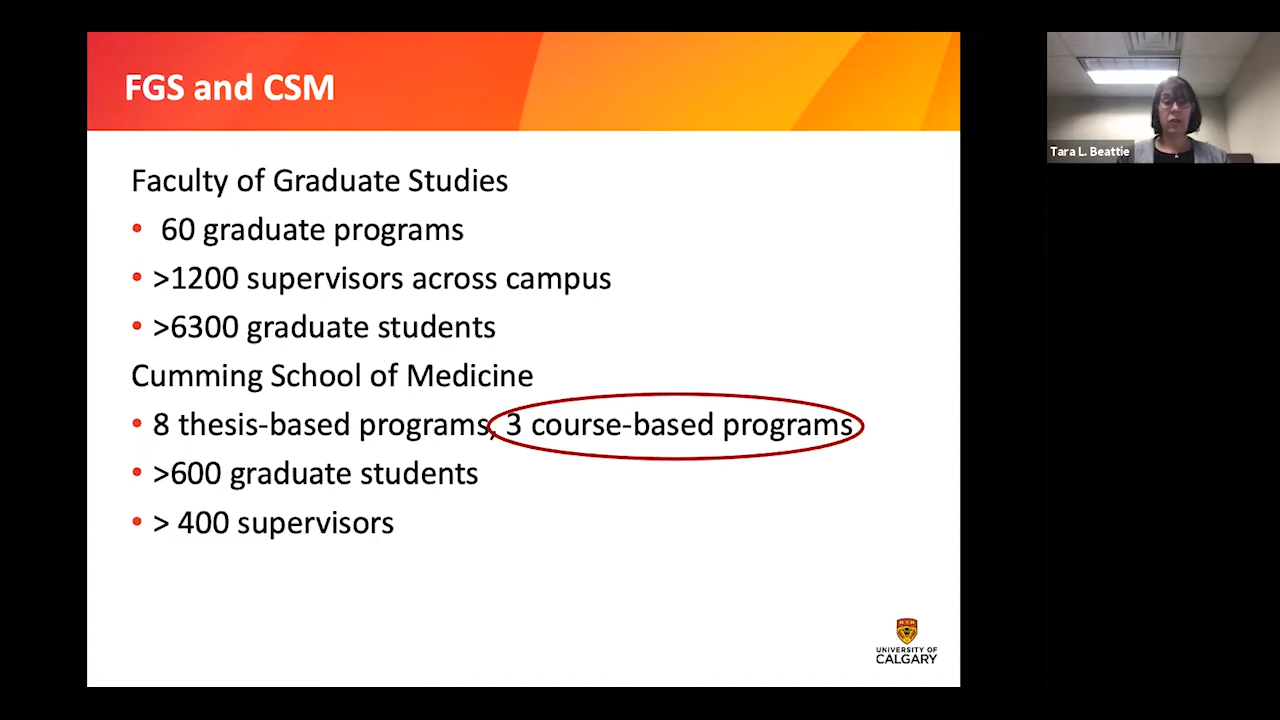 FGS and CSM
Faculty of Graduate Studies
• 60 graduate programs
• >1200 supervisors across campus
• >6300 graduate students
Cumming School of Medicine
• 8 thesis-based programs, 3 course-based programs
• >600 graduate students
• > 400 supervisors
UNIVERSITY OF
CALGARY
Tara L. Beattie